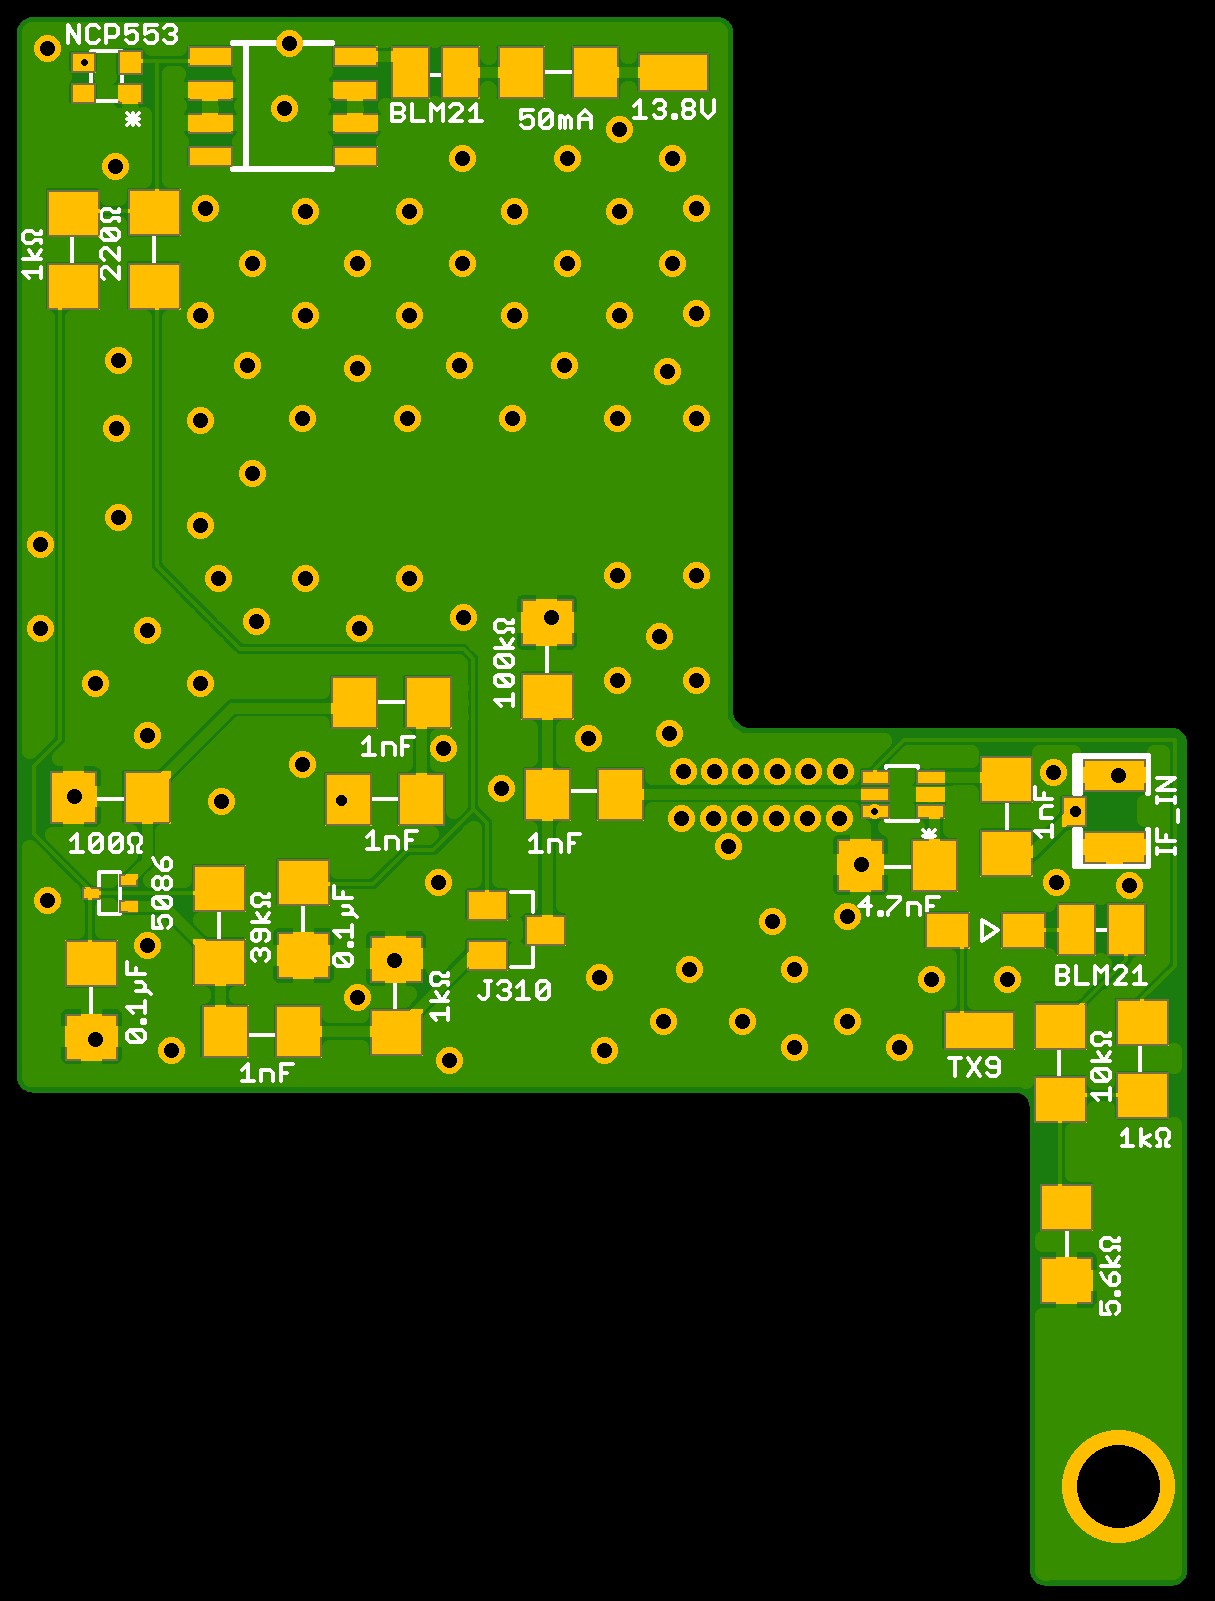 NCP553
*
BLM21
50mA
13.8V
1kΩ
220Ω
100kΩ
1nF
1nF
1nF
100Ω
5086
39kΩ
0.1µF
0.1µF
1kΩ
1nF
J310
*
4.7nF
1nF
IF_IN
BLM21
TX9
10kΩ
1kΩ
5.6kΩ